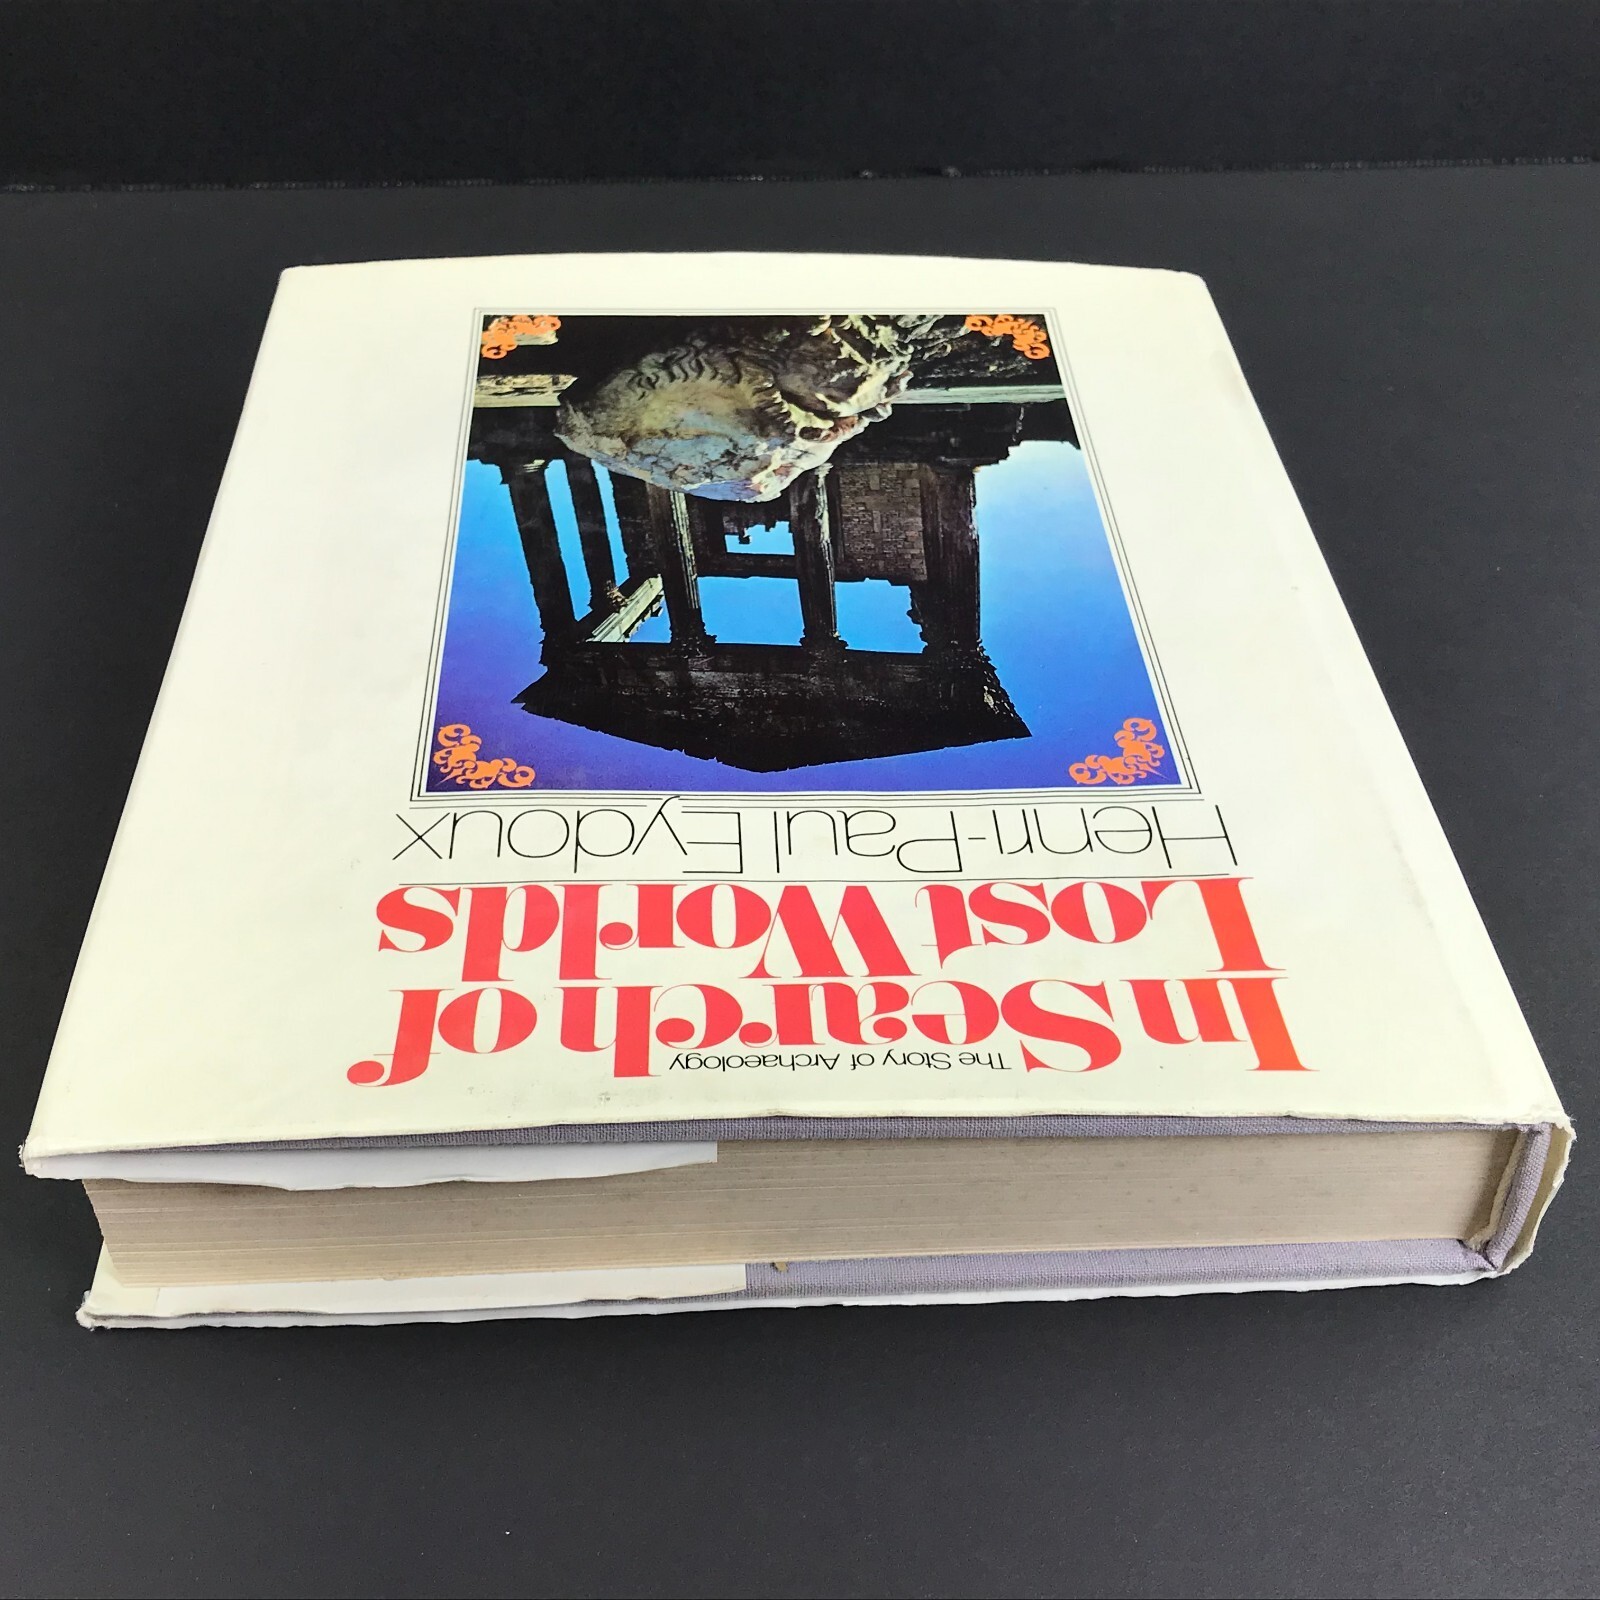 The Story of Archaeology
In Search of
Lost Worlds
Henri-Paul Eydoux